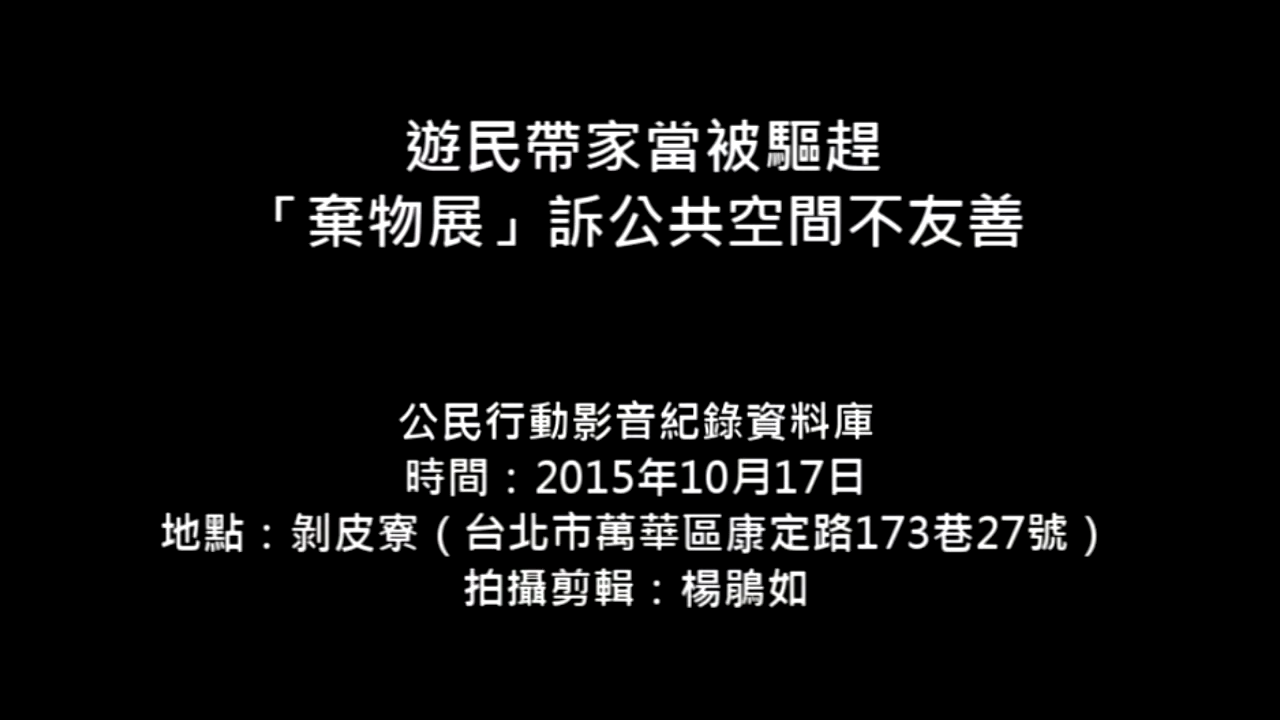 遊民帶家當被驅趕
「棄物展」訴公共空間不友善
公民行動影音紀錄資料庫
時間：2015年10月17日
地點：剝皮寮（台北市萬華區康定路173巷27號）
拍攝剪輯：楊鵑如